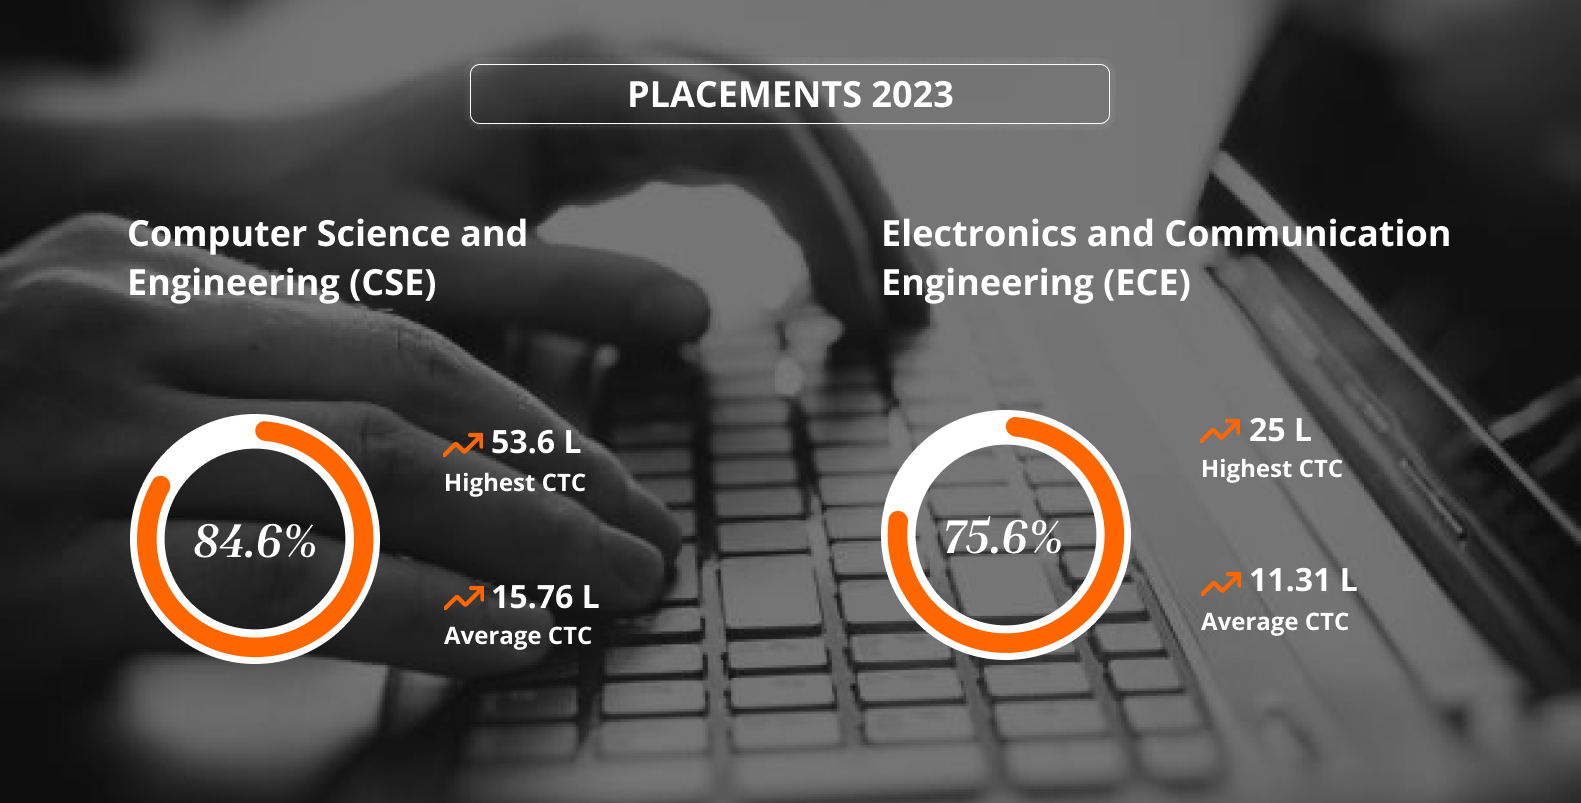 PLACEMENTS 2023
Computer Science and
Engineering (CSE)
84.6%
53.6 L
Highest CTC
15.76 L
Average CTC
Electronics and Communication
Engineering (ECE)
75.6%
25 L
Highest CTC
11.31 L
Average CTC